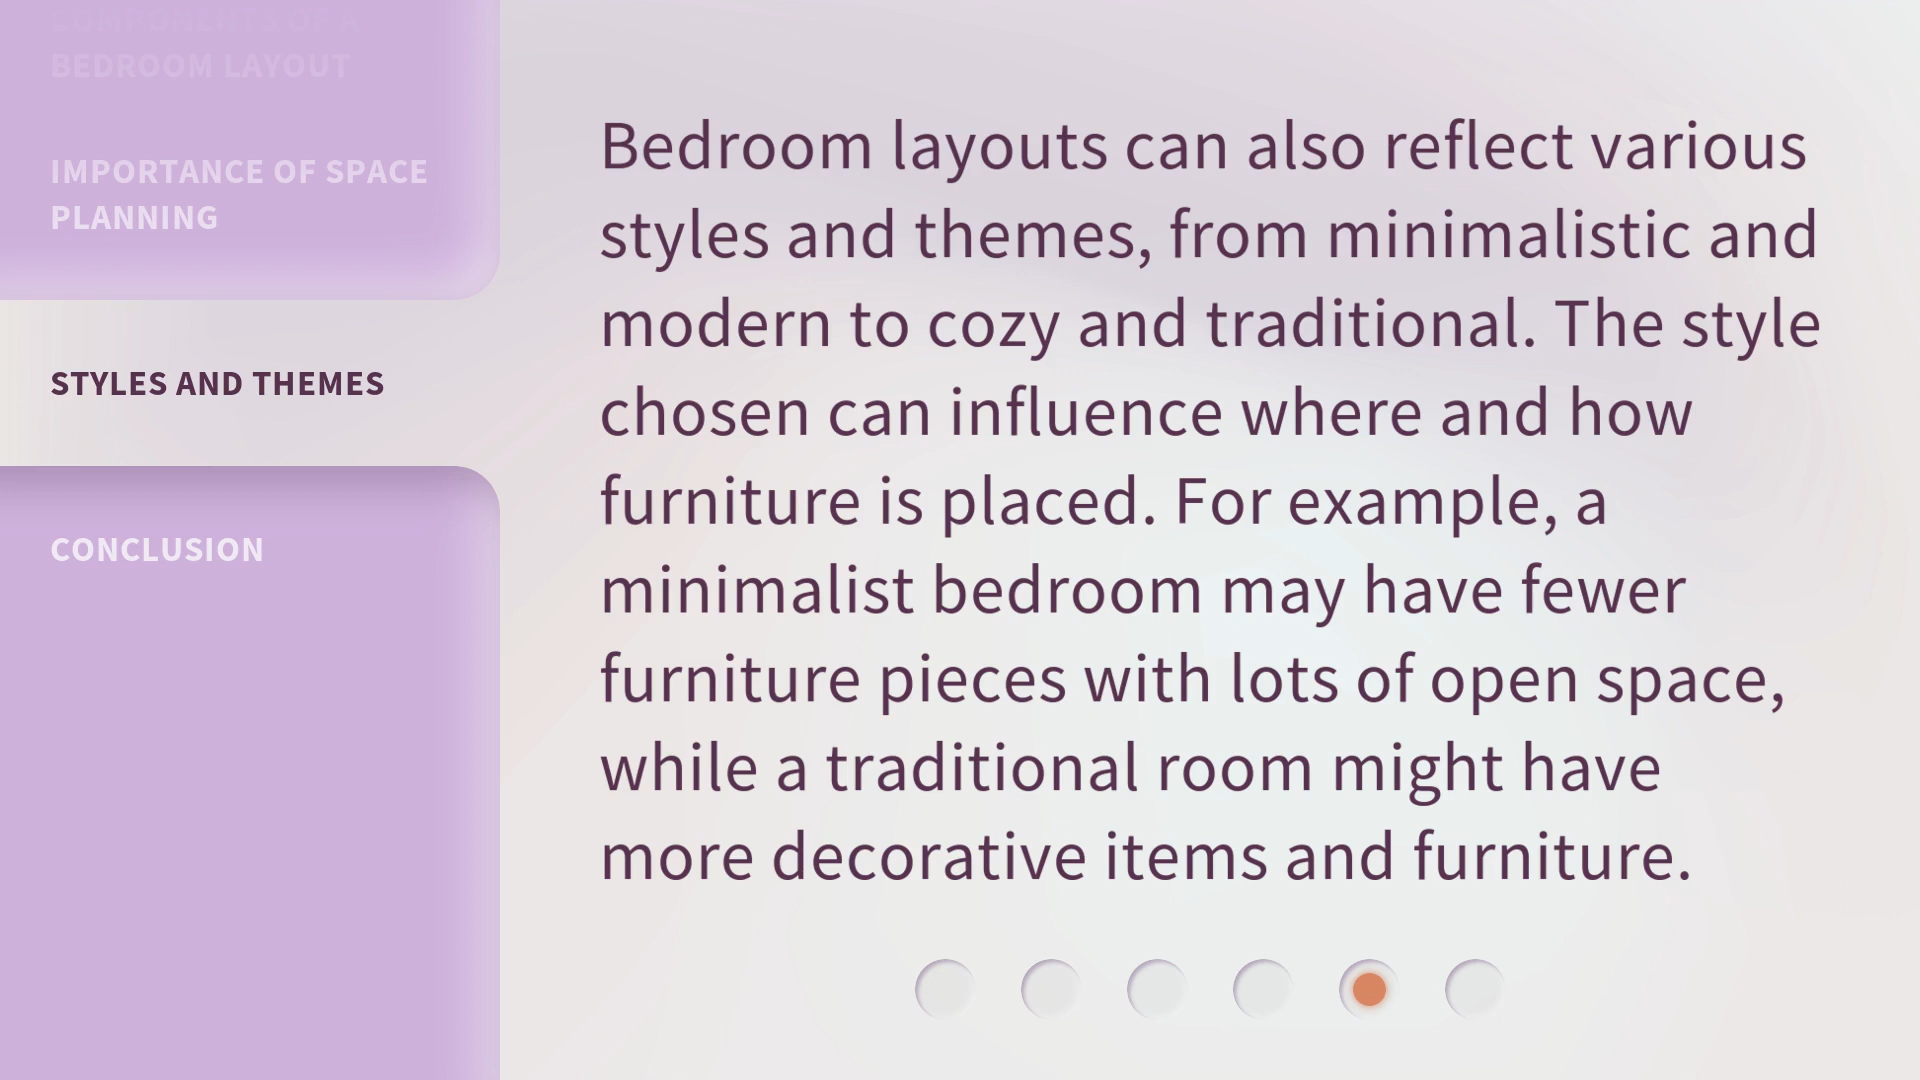 COMPONENTS OF A
BEDROOM LAYOUT
IMPORTANCE OF SPACE
PLANNING
STYLES AND THEMES
CONCLUSION
Bedroom layouts can also reflect various
styles and themes, from minimalistic and
modern to cozy and traditional. The style
chosen can influence where and how
furniture is placed. For example, a
minimalist bedroom may have fewer
furniture pieces with lots of open space,
while a traditional room might have
more decorative items and furniture.